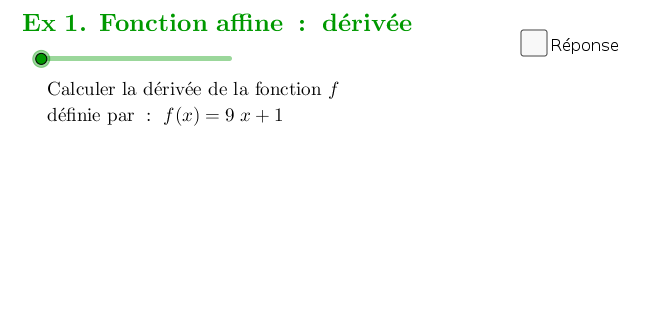 Ex 1. Fonction affine : dérivée
Réponse
Calculer la dérivée de la fonction f
définie par : f(x) = 9 x + 1